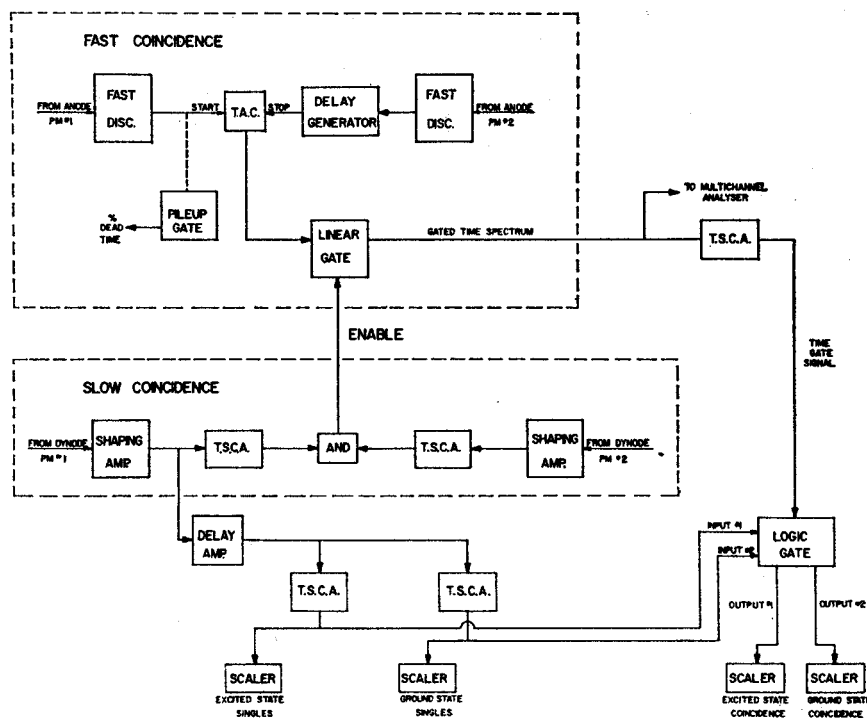 FAST COINCIDENCE
FROM ANODE
PM #1
FAST
DISC.
START
T.A.C.
STOP
DELAY
GENERATOR
FAST
DISC.
FROM ANODE
PM #2
PILEUP
GATE
%
DEAD
TIME
LINEAR
GATE
GATED TIME SPECTRUM
TO MULTICHANNEL
ANALYSER
T.S.C.A.
ENABLE
TIME
GATE
SIGNAL
SLOW COINCIDENCE
FROM DYNODE
PM #1
SHAPING
AMP.
T.S.C.A.
AND
T.S.C.A.
SHAPING
AMP.
FROM DYNODE
PM #2
DELAY
AMP.
T.S.C.A.
T.S.C.A.
INPUT #1
INPUT #2
LOGIC
GATE
OUTPUT #1
OUTPUT #2
SCALER
EXCITED STATE
SINGLES
SCALER
GROUND STATE
SINGLES
SCALER
EXCITED STATE
COINCIDENCE
SCALER
GROUND STATE
COINCIDENCE